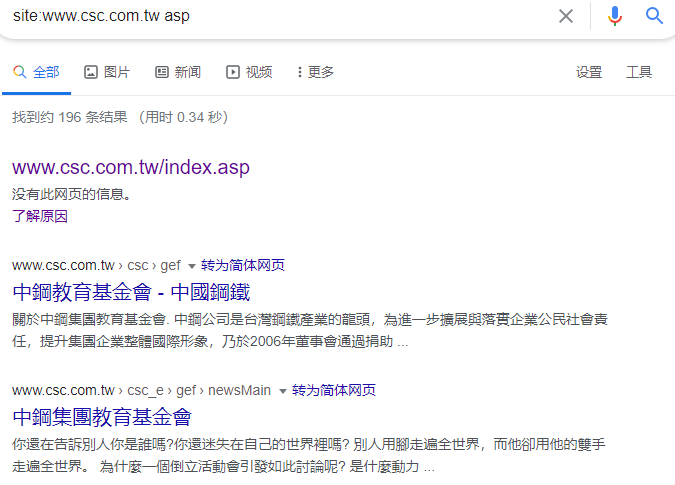 site:www.csc.com.tw asp
全部 图片 新闻 视频 更多 设置 工具
找到约 196 条结果 （用时 0.34 秒）
www.csc.com.tw/index.asp
没有此网页的信息。
了解原因
www.csc.com.tw › csc › gef 转为简体网页
中鋼教育基金會 - 中國鋼鐵
關於中鋼集團教育基金會. 中鋼公司是台灣鋼鐵產業的龍頭，為進一步擴展與落實企業公民社會責
任，提升集團企業整體國際形象，乃於2006年董事會通過捐助 ...
www.csc.com.tw › csc_e › gef › newsMain 转为简体网页
中鋼集團教育基金會
你還在告訴別人你是誰嗎?你還迷失在自己的世界裡嗎? 別人用腳走遍全世界，而他卻用他的雙手
走遍全世界。 為什麼一個倒立活動會引發如此討論呢? 是什麼動力 ...